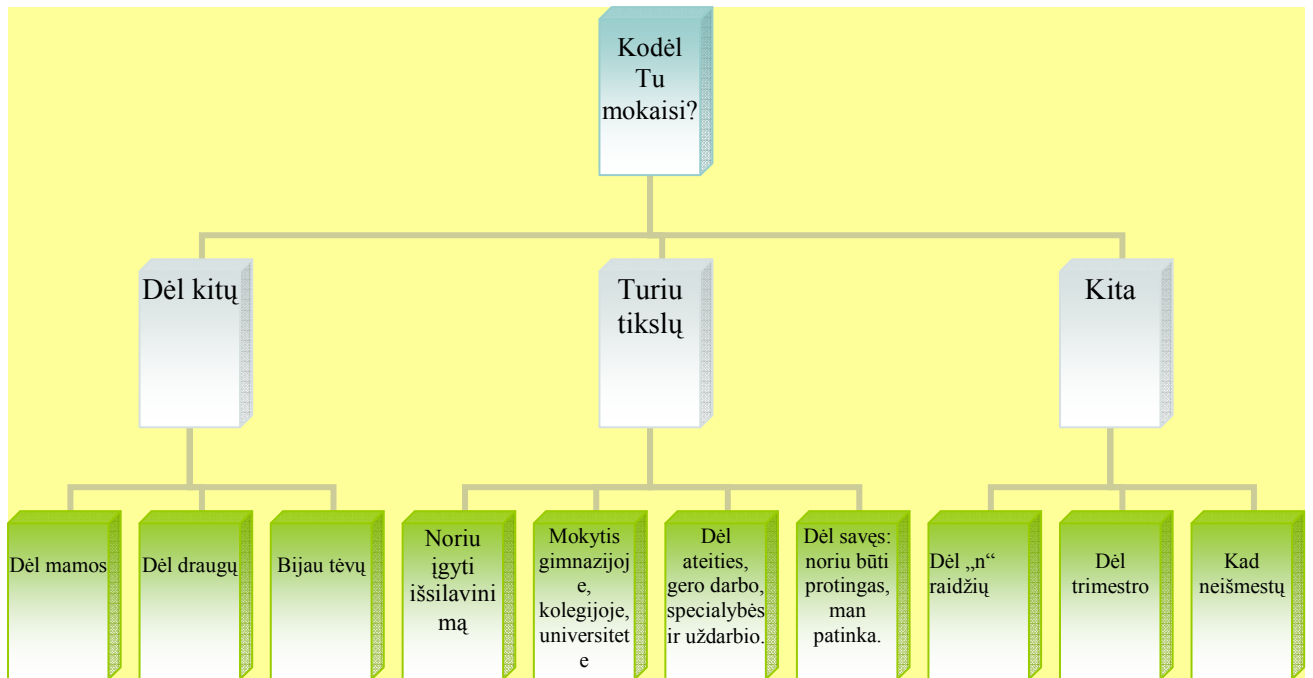 Kodėl
Tu
mokaisi?
Dėl kitų
Turiu
tikslų
Kita
Dėl mamos
Dėl draugų
Bijau tėvų
Noriu
įgyti
išsilavini
mą
Mokytis
gimnazijoj
e,
kolegijoje,
universitet
e
Dėl
ateities,
gero darbo,
specialybės
ir uždarbio.
Dėl savęs:
noriu būti
protingas,
man
patinka.
Dėl „n“
raidžių
Dėl
trimestro
Kad
neišmestų